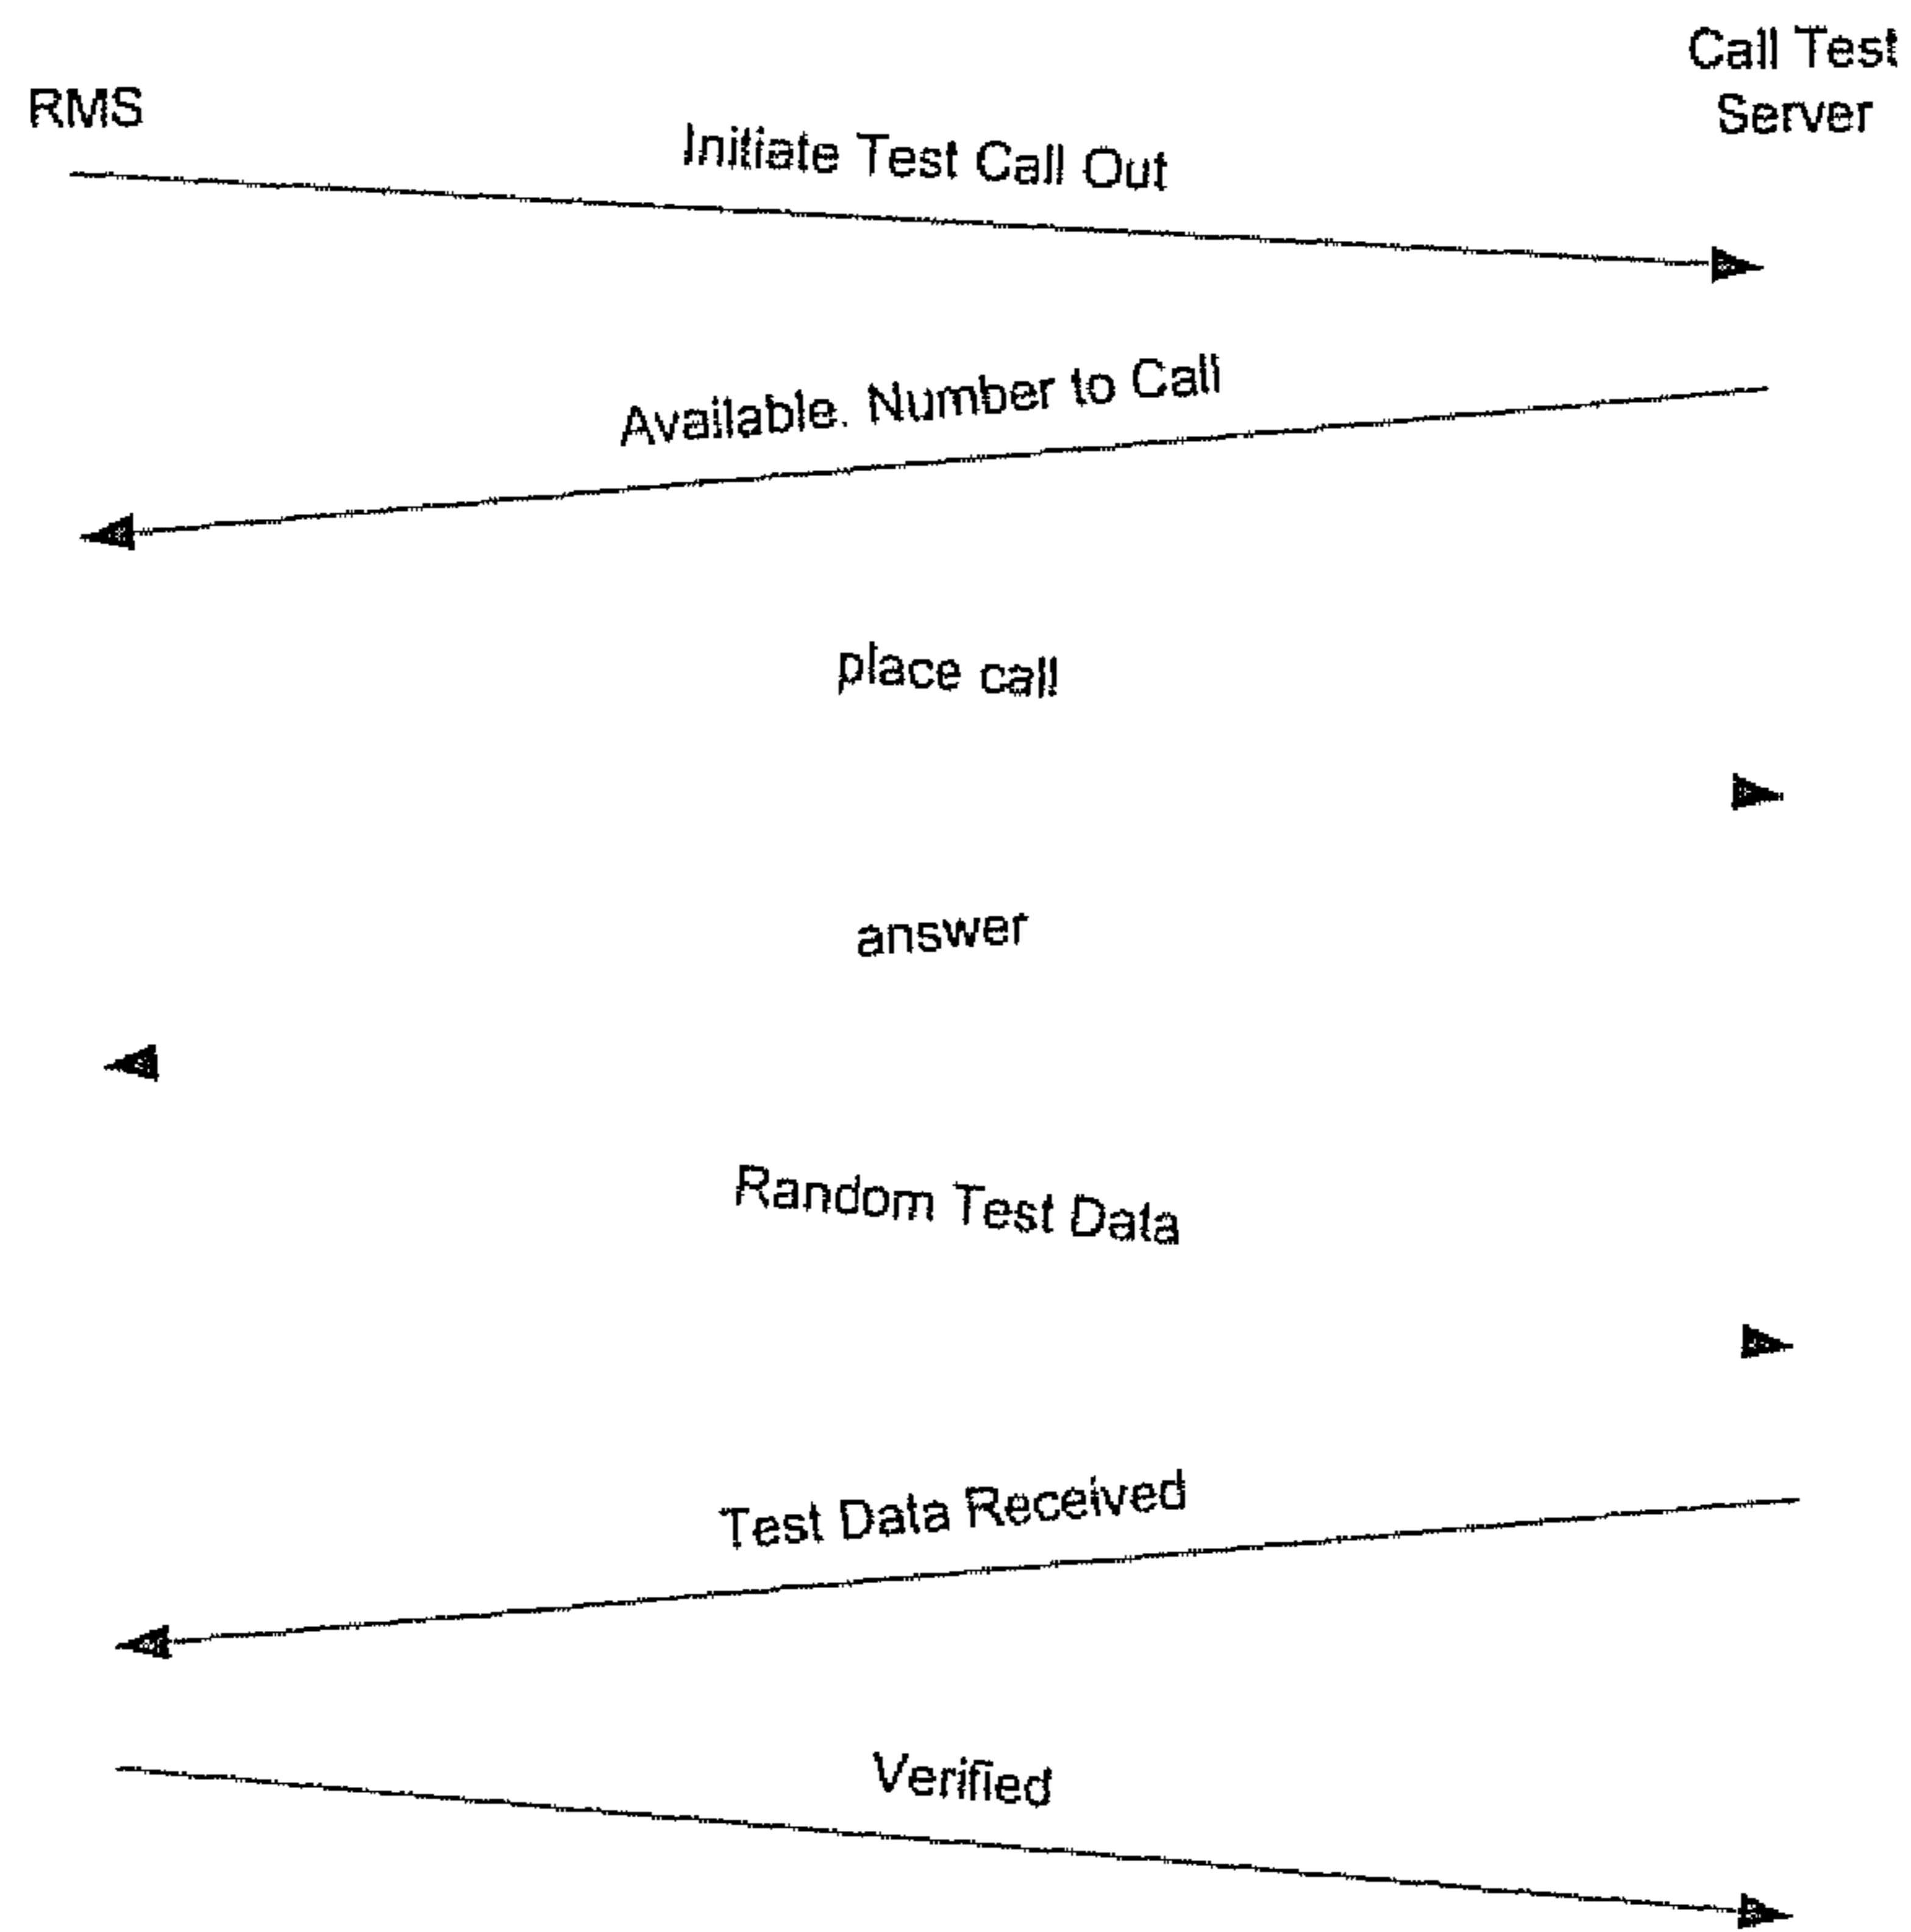 RMS
Call Test
Server
Initiate Test Call Out
Available. Number to Call
place call
answer
Random Test Data
Test Data Received
Verified